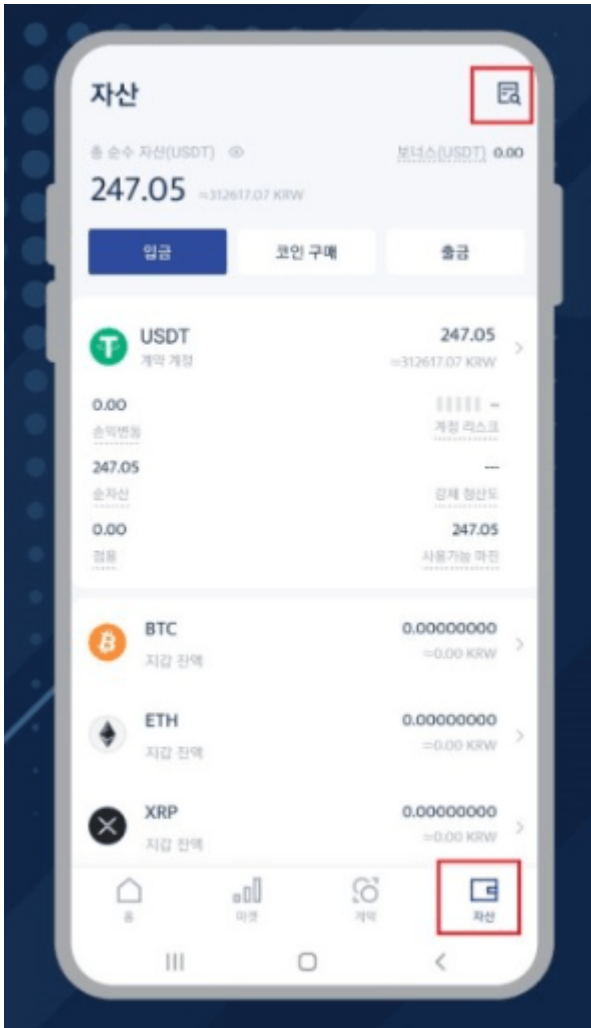 자산
총 순수 자산(USDT)
보너스(USDT) 0.00
247.05 ≈312617.07 KRW
입금
코인 구매
출금
USDT
247.05
계약 계정
≈312617.07 KRW
0.00
--
손익변동
계정 리스크
247.05
---
순자산
강제 청산도
0.00
247.05
점용
사용가능 마진
BTC
0.00000000
지갑 잔액
≈0.00 KRW
ETH
0.00000000
지갑 잔액
≈0.00 KRW
XRP
0.00000000
지갑 잔액
≈0.00 KRW
홈
마켓
계약
자산